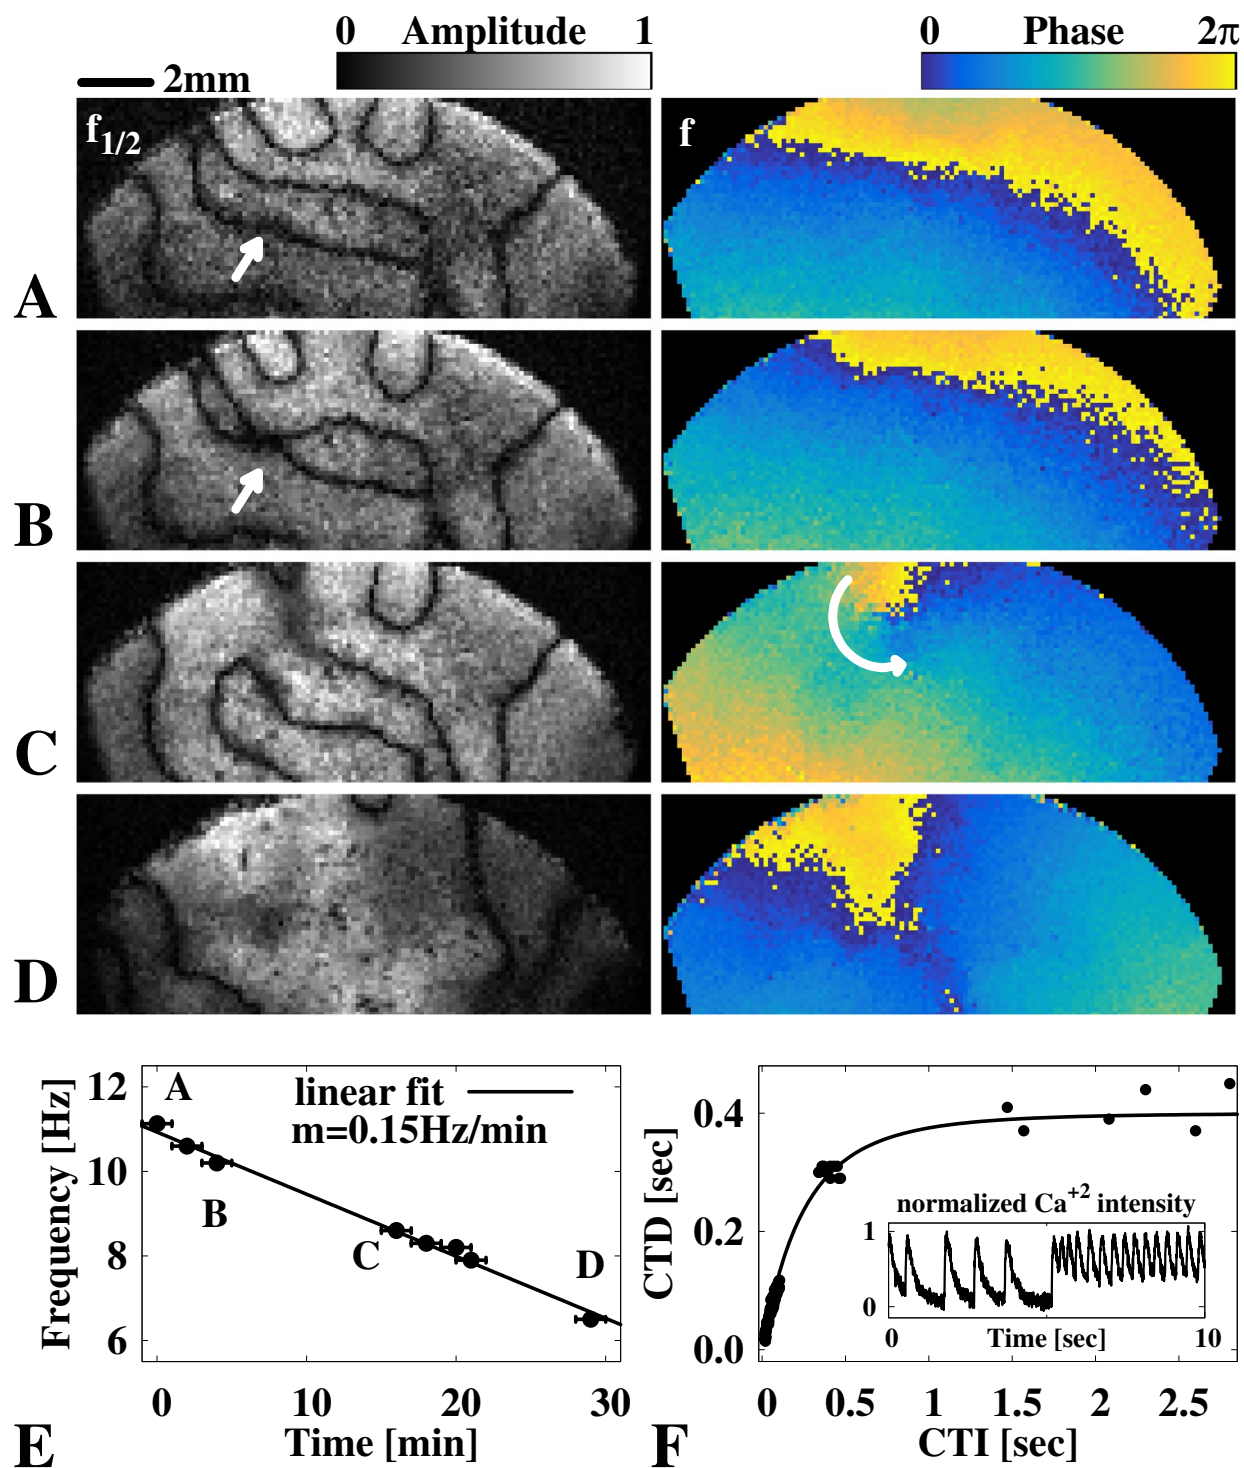 0 Amplitude 1
0 Phase 2π
2mm
f1/2
f
A
B
C
D
12
10
8
6
Frequency [Hz]
A
linear fit
m=0.15Hz/min
B
C
D
0 10 20 30
Time [min]
E
0.4
0.2
0.0
CTD [sec]
normalized Ca+2 intensity
1
0
0 Time [sec] 10
0 0.5 1 1.5 2 2.5
CTI [sec]
F